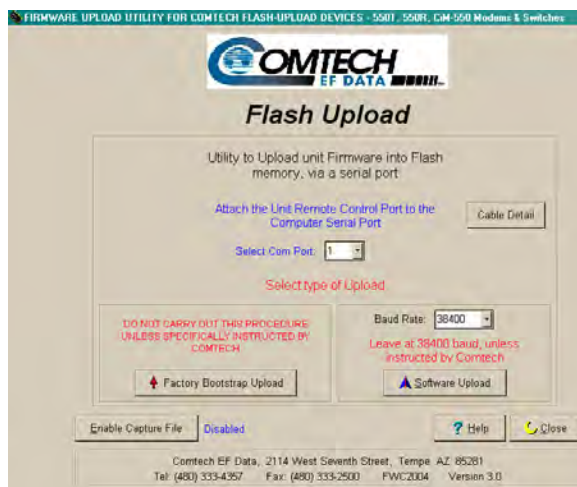 FIRMWARE UPLOAD UTILITY FOR COMTECH FLASH-UPLOAD DEVICES - 550T, 550R, CiM-550 Modems & Switches
COMTECH
EF DATA
Flash Upload
Utility to Upload unit Firmware into Flash
memory, via a serial port
Attach the Unit Remote Control Port to the
Computer Serial Port
Cable Detail
Select Com Port: 1
Select type of Upload
DO NOT CARRY OUT THIS PROCEDURE
UNLESS SPECIFICALLY INSTRUCTED BY
COMTECH
Factory Bootstrap Upload
Baud Rate: 38400
Leave at 38400 baud, unless
instructed by Comtech
Software Upload
Enable Capture File Disabled
? Help
Close
Comtech EF Data, 2114 West Seventh Street, Tempe AZ 85281
Tel: (480) 333-4357 Fax: (480) 333-2500 FWC2004 Version 3.0